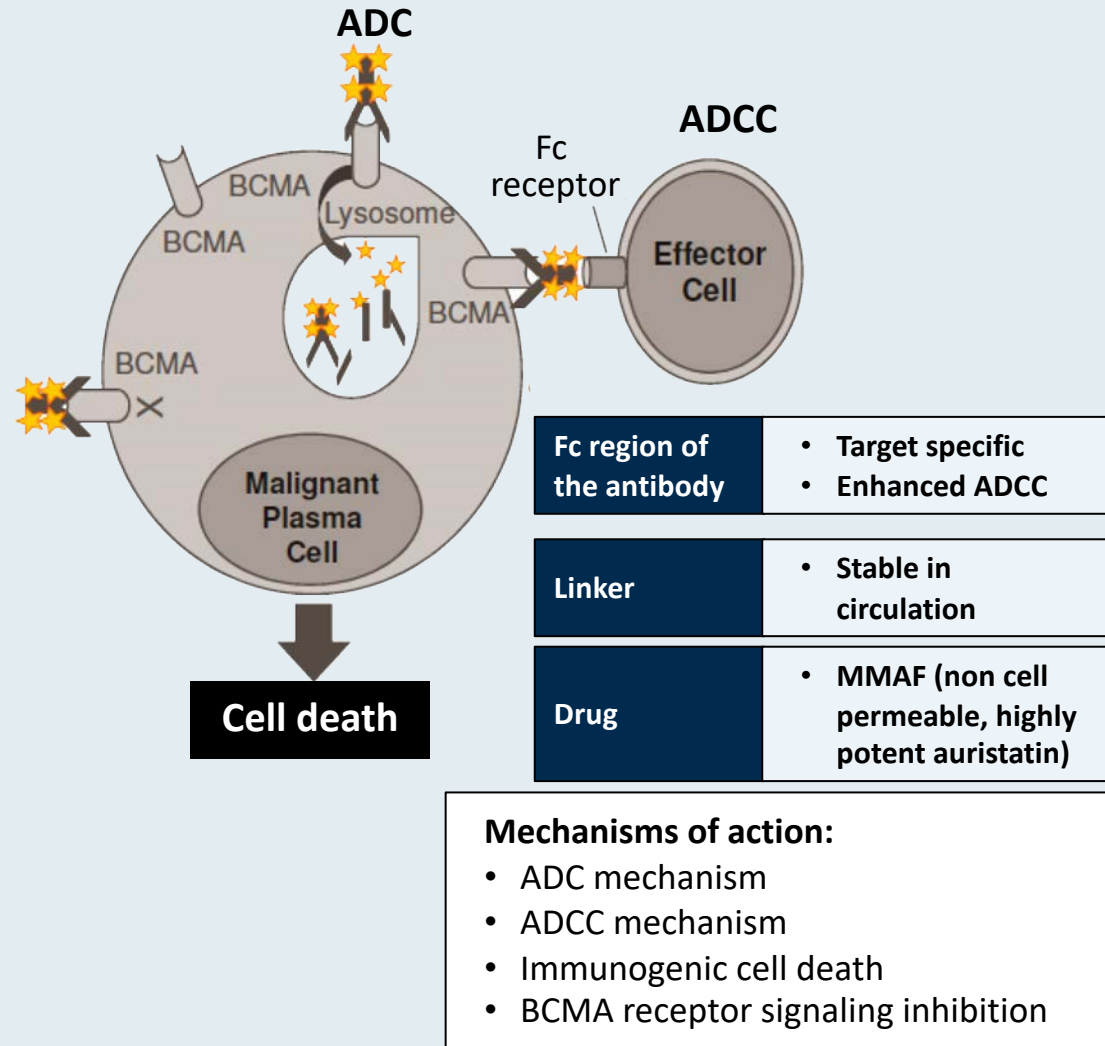 ADC
ADCC
Fc
receptor
BCMA
Lysosome
BCMA
Effector
Cell
BCMA
BCMA
X
Malignant
Plasma
Cell
Cell death
Fc region of
the antibody
• Target specific
• Enhanced ADCC
Linker
• Stable in
circulation
Drug
• MMAF (non cell
permeable, highly
potent auristatin)
Mechanisms of action:
• ADC mechanism
• ADCC mechanism
• Immunogenic cell death
• BCMA receptor signaling inhibition